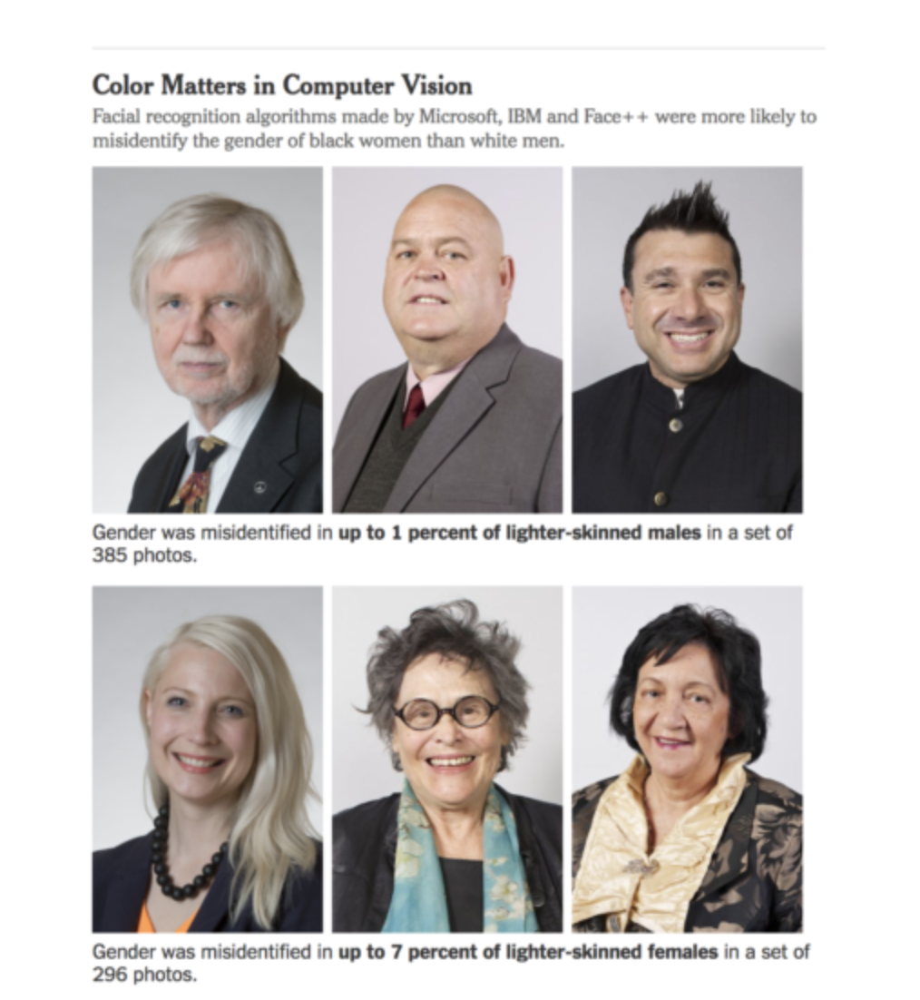 Color Matters in Computer Vision
Facial recognition algorithms made by Microsoft, IBM and Face++ were more likely to
misidentify the gender of black women than white men.
Gender was misidentified in up to 1 percent of lighter-skinned males in a set of
385 photos.
Gender was misidentified in up to 7 percent of lighter-skinned females in a set of
296 photos.